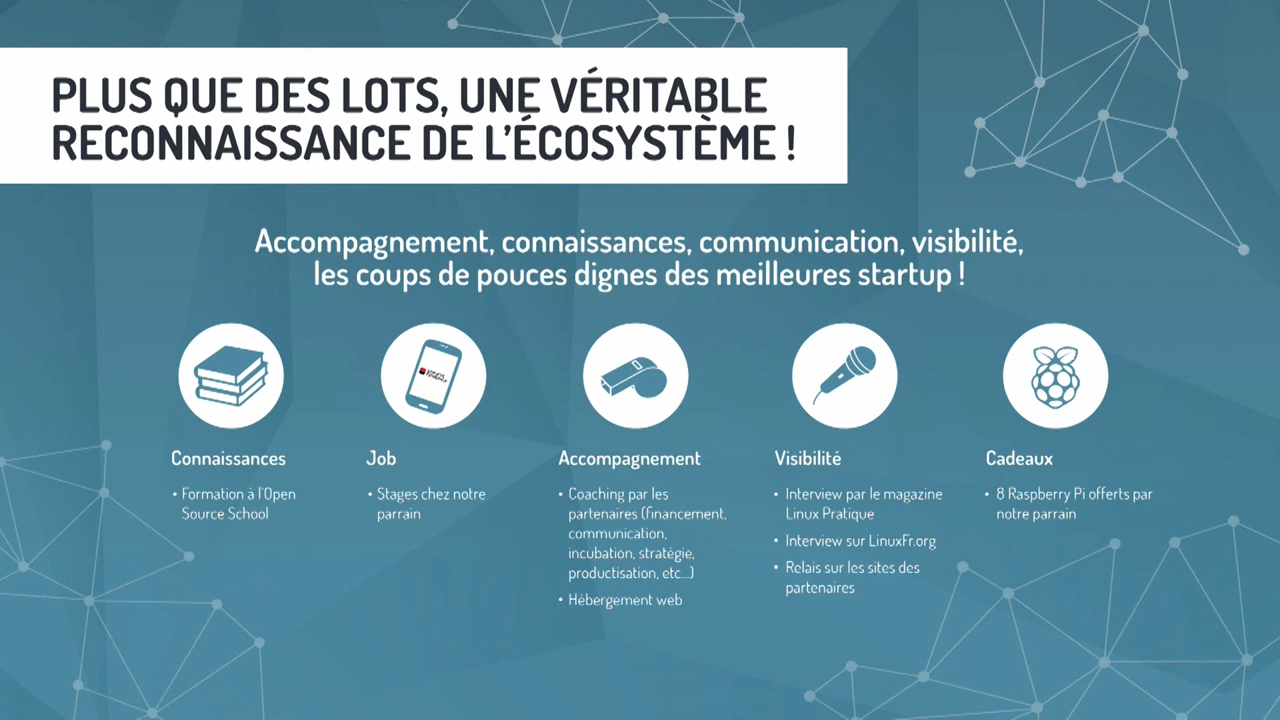 PLUS QUE DES LOTS, UNE VÉRITABLE
RECONNAISSANCE DE L'ÉCOSYSTÈME !
Accompagnement, connaissances, communication, visibilité,
les coups de pouces dignes des meilleures startup !
Connaissances
• Formation à l'Open
Source School
Job
• Stages chez notre
parrain
Accompagnement
• Coaching par les
partenaires (financement,
communication,
incubation, stratégie,
productisation, etc...)
• Hébergement web
Visibilité
• Interview par le magazine
Linux Pratique
• Interview sur LinuxFr.org
• Relais sur les sites des
partenaires
Cadeaux
• 8 Raspberry Pi offerts par
notre parrain